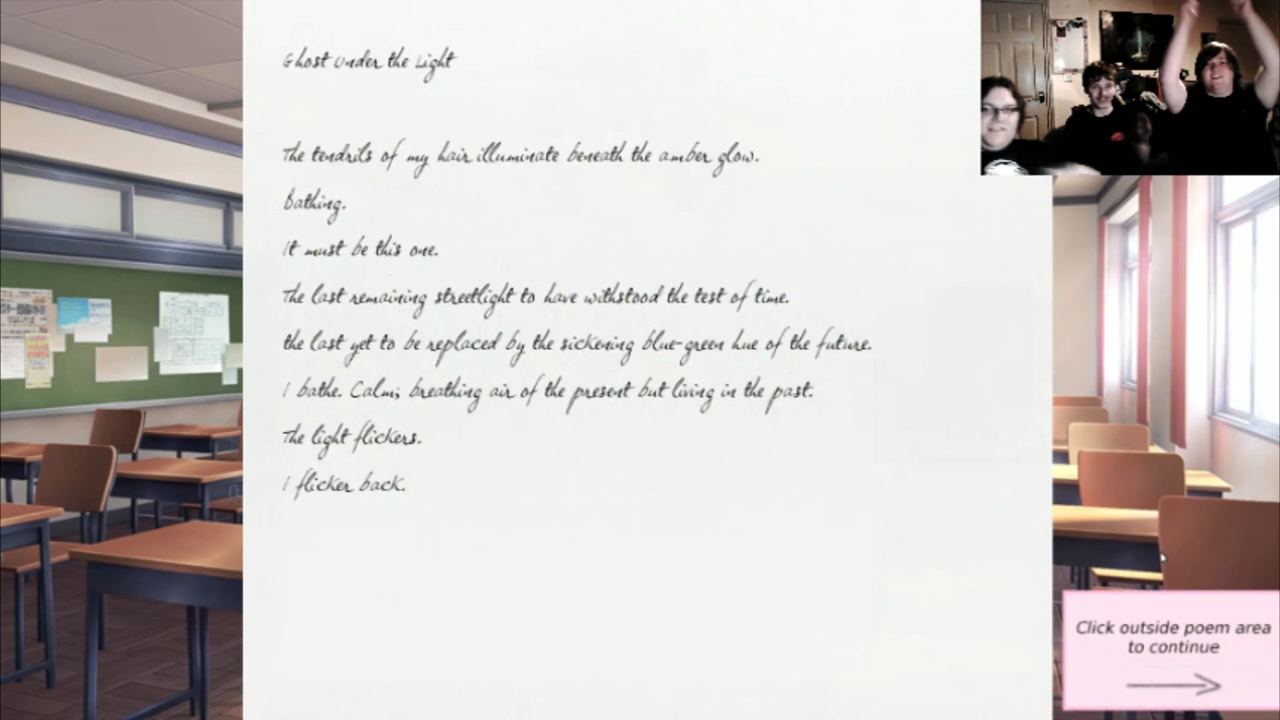 Ghost Under the Light
The tendrils of my hair illuminate beneath the amber glow.
Bathing.
It must be this one.
The last remaining streetlight to have withstood the test of time.
the last yet to be replaced by the sickening blue-green hue of the future.
I bathe. Calm; breathing air of the present but living in the past.
The light flickers.
I flicker back.
Click outside poem area
to continue